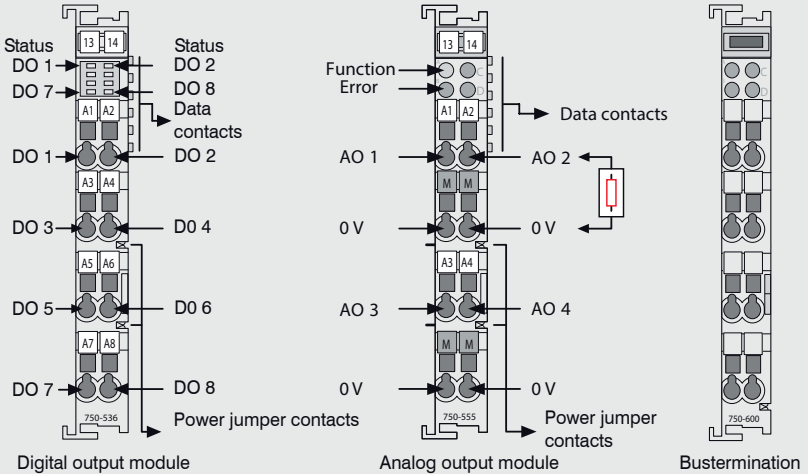 13 14
Status
DO 1
DO 7
Status
DO 2
DO 8
Data
contacts
A1 A2
DO 1
DO 2
A3 A4
DO 3
D0 4
A5 A6
DO 5
D0 6
A7 A8
DO 7
DO 8
750-536
Power jumper contacts
Digital output module
13 14
Function
Error
C
D
Data contacts
A1 A2
AO 1
AO 2
M M
0 V
0 V
A3 A4
AO 3
AO 4
M M
0 V
0 V
750-555
Power jumper
contacts
Analog output module
C
D
750-600
Bustermination